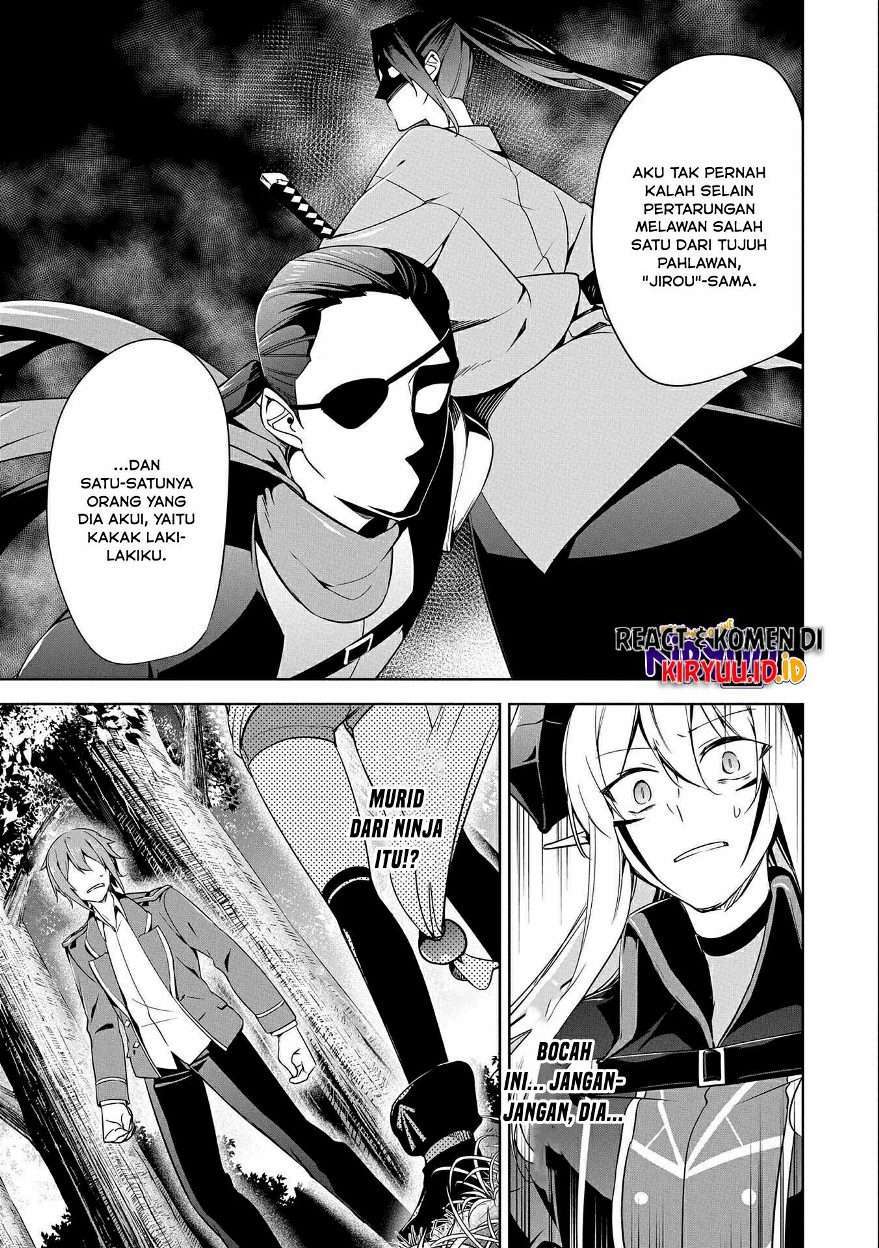 AKU TAK PERNAH
KALAH SELAIN
PERTARUNGAN
MELAWAN SALAH
SATU DARI TUJUH
PAHLAWAN,
"JIROU"-SAMA.
...DAN
SATU-SATUNYA
ORANG YANG
DIA AKUI, YAITU
KAKAK LAKI-
LAKIKU.
REACT & KOMEN DI
KIRYUU.ID
BOCAH
INI... JANGAN-
JANGAN, DIA...
MURID
DARI NINJA
ITU!?